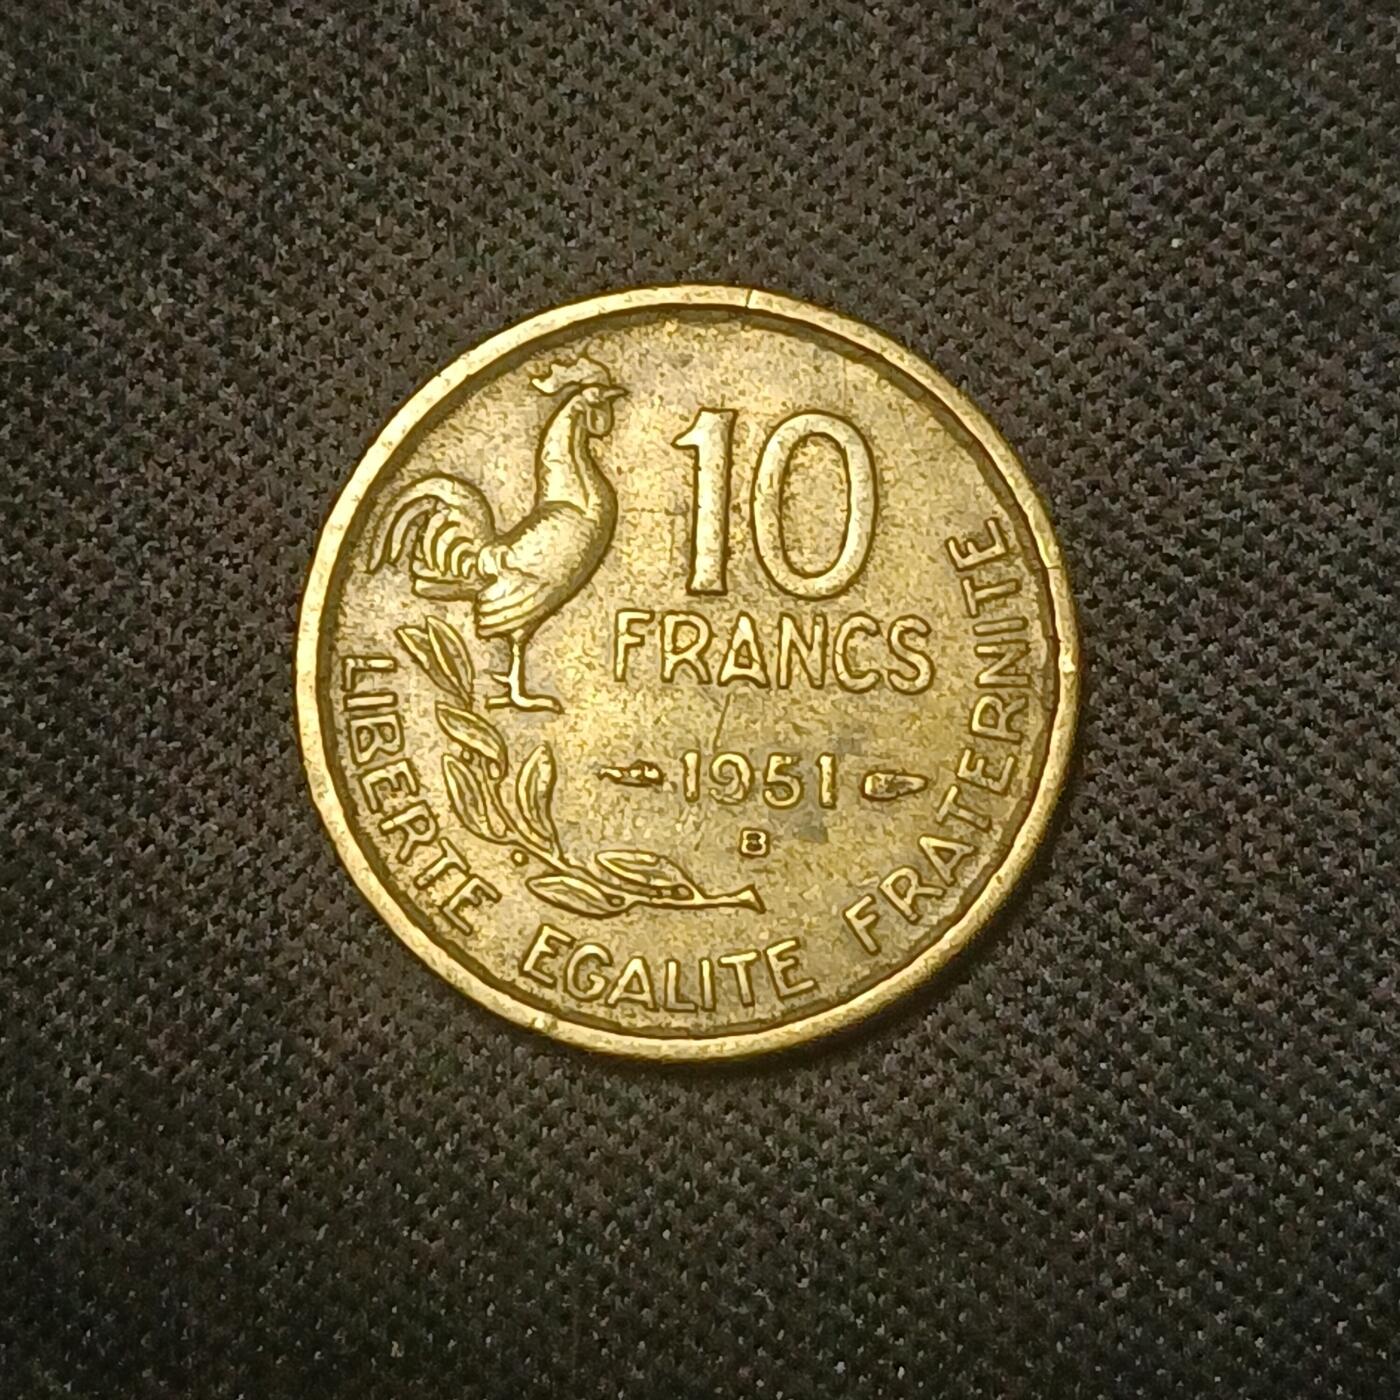 10
FRANCS
1951
B
LIBERTE EGALITE FRATERNITE